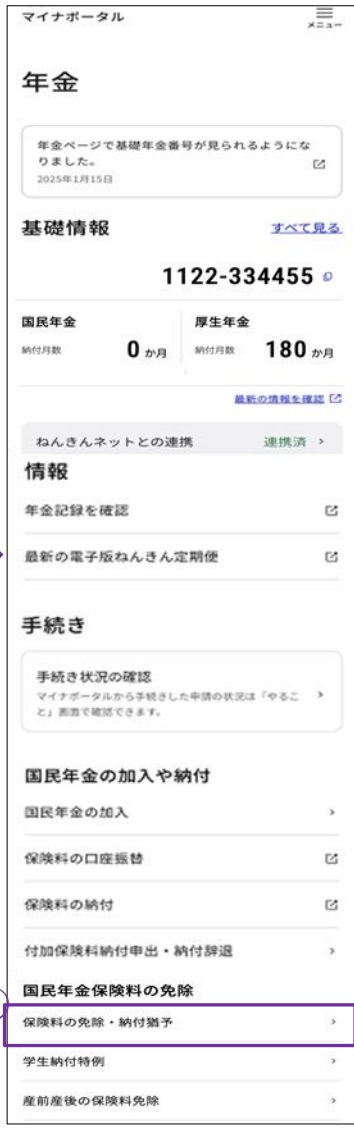 マイナポータル
メニュー
年金
年金ページで基礎年金番号が見られるようにな
りました。
2025年1月15日
基礎情報 すべて見る
1122-334455
国民年金 厚生年金
納付月数 0 か月 納付月数 180 か月
最新の情報を確認
ねんきんネットとの連携 連携済
情報
年金記録を確認
最新の電子版ねんきん定期便
手続き
手続き状況の確認
マイナポータルから手続きした申請の状況は「やるこ
と」画面で確認できます。
国民年金の加入や納付
国民年金の加入
保険料の口座振替
保険料の納付
付加保険料納付申出・納付辞退
国民年金保険料の免除
保険料の免除・納付猶予
学生納付特例
産前産後の保険料免除